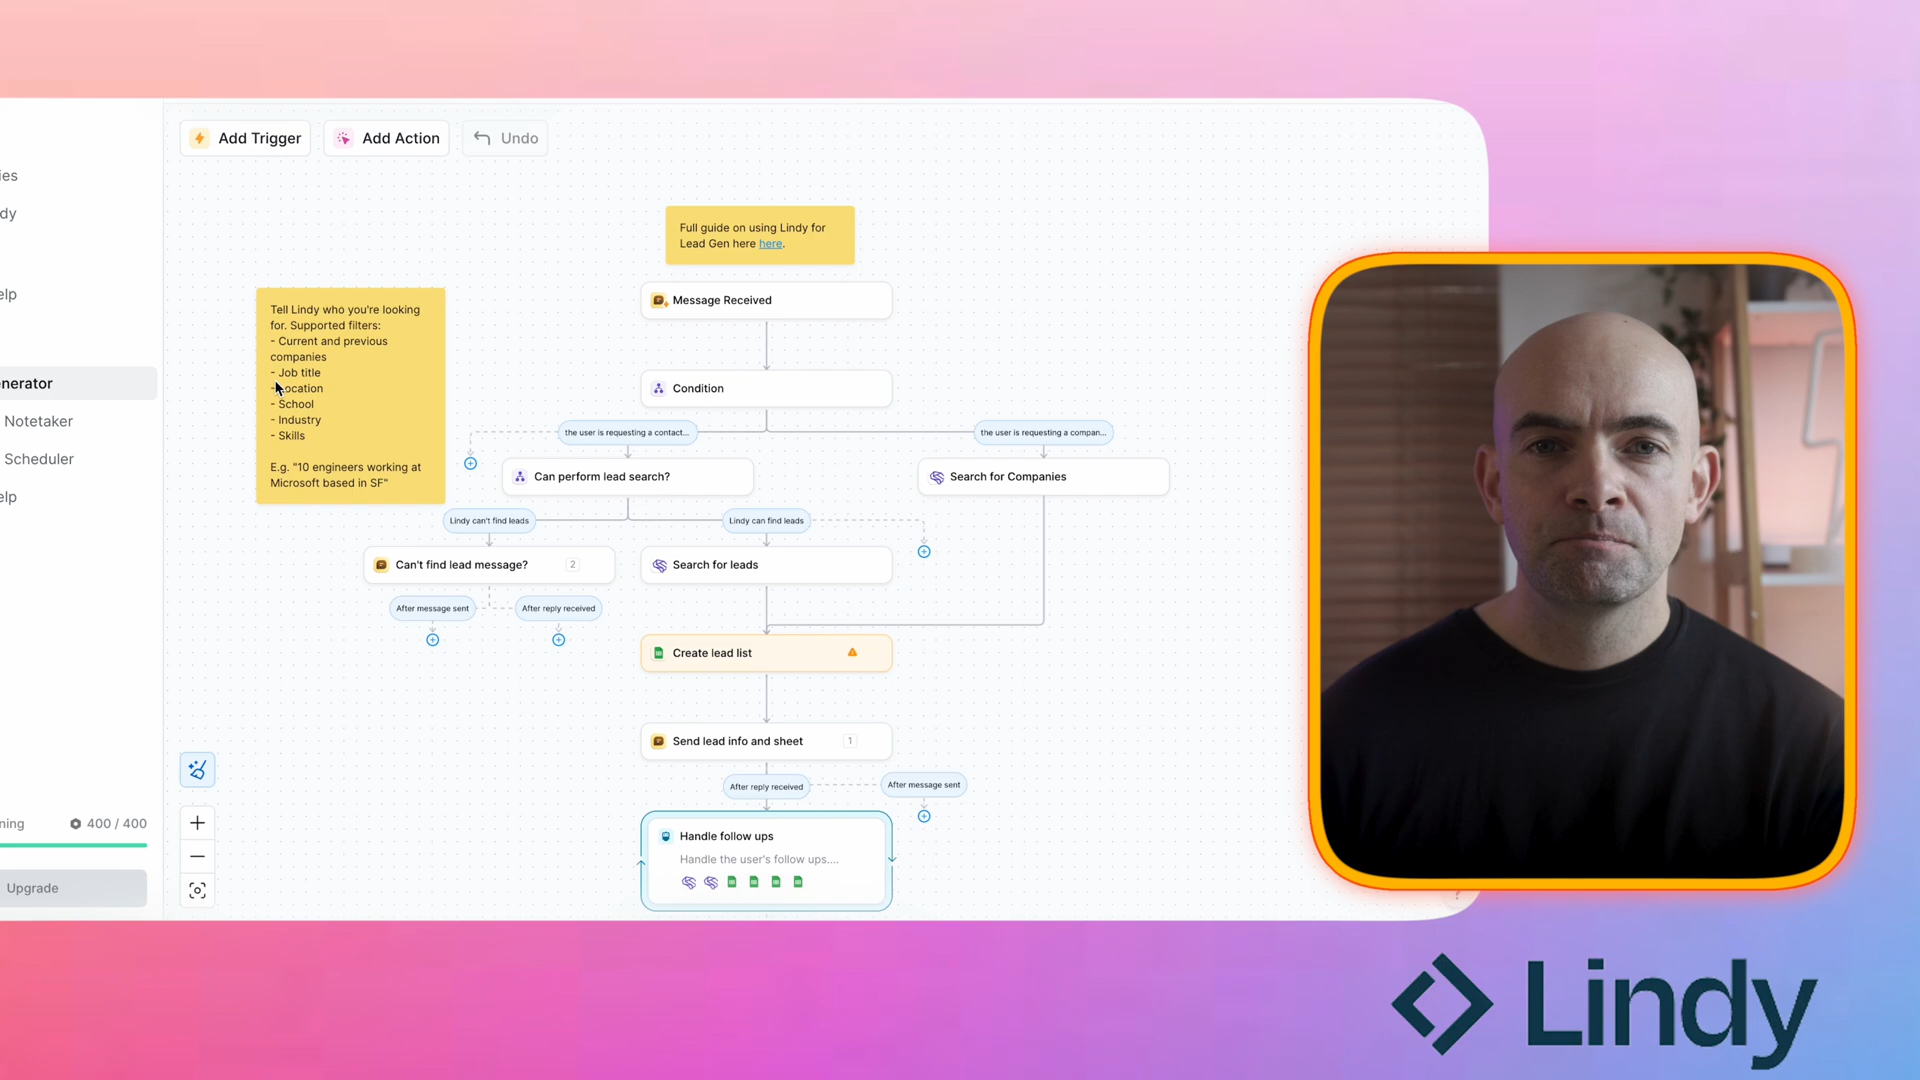 Add Trigger
Add Action
Undo
ies
dy
elp
enerator
Notetaker
Scheduler
elp
Full guide on using Lindy for
Lead Gen here here.
Tell Lindy who you're looking
for. Supported filters:
- Current and previous
companies
- Job title
- Location
- School
- Industry
- Skills
E.g. "10 engineers working at
Microsoft based in SF"
Message Received
Condition
the user is requesting a contact...
the user is requesting a compan...
Can perform lead search?
Search for Companies
Lindy can't find leads
Lindy can find leads
Can't find lead message?
2
Search for leads
After message sent
After reply received
Create lead list
Send lead info and sheet
1
After reply received
After message sent
Handle follow ups
Handle the user's follow ups....
ning
400 / 400
Upgrade
Lindy